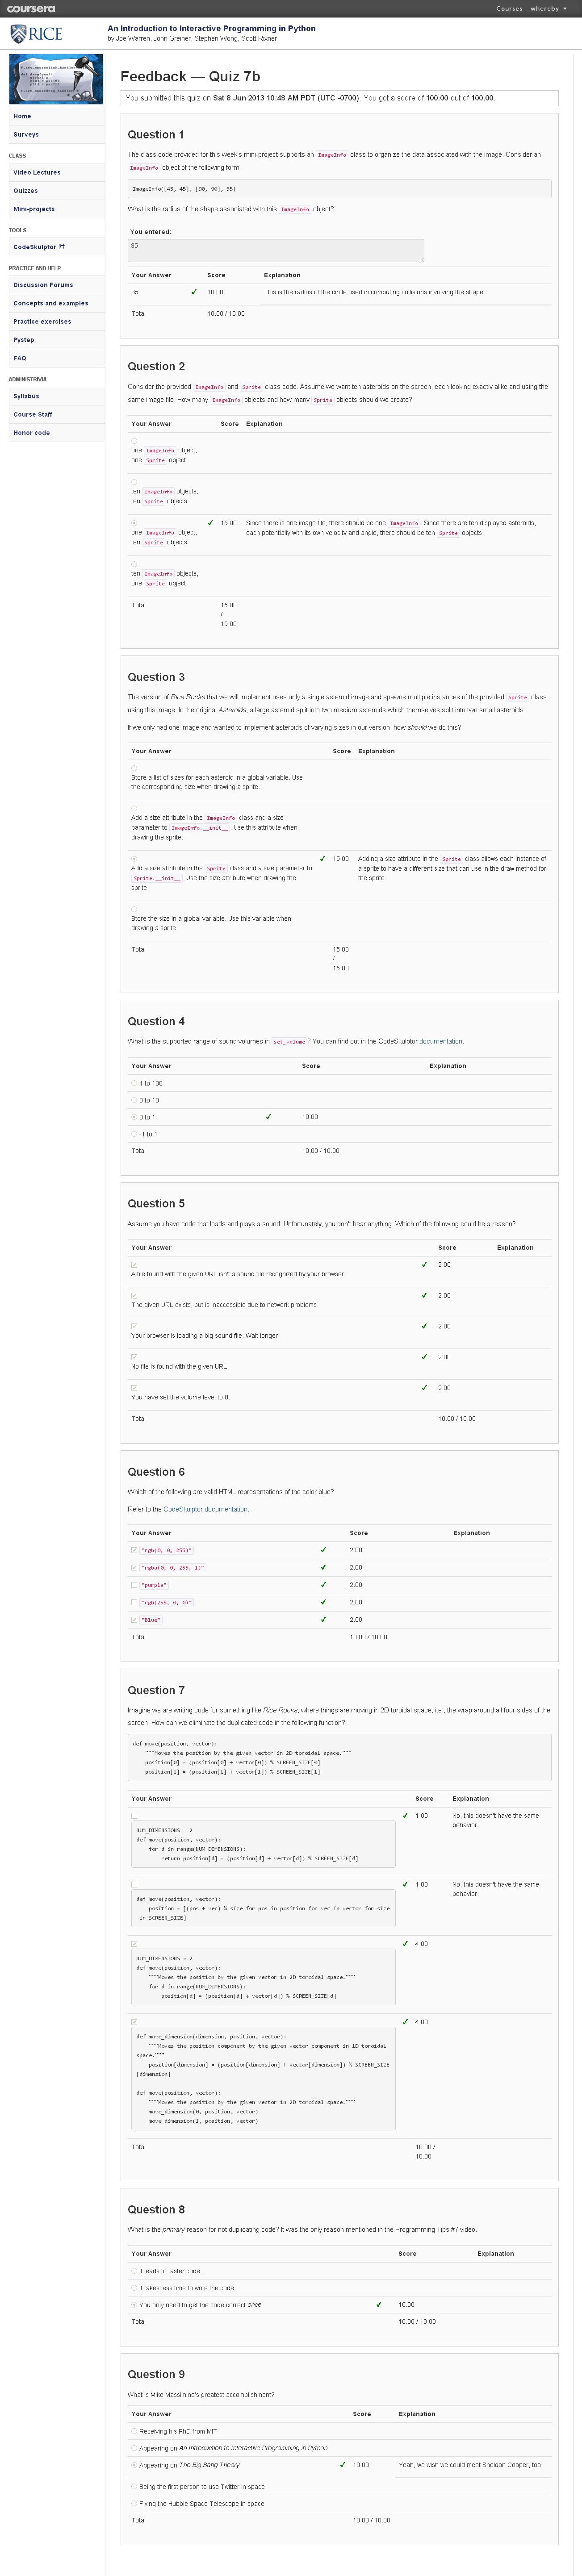 coursera
Courses whereby
RICE
An Introduction to Interactive Programming in Python
by Joe Warren, John Greiner, Stephen Wong, Scott Rixner
Home
Surveys
CLASS
Video Lectures
Quizzes
Mini-projects
TOOLS
CodeSkulptor
PRACTICE AND HELP
Discussion Forums
Concepts and examples
Practice exercises
Pystep
FAQ
ADMINISTRIVIA
Syllabus
Course Staff
Honor code
Feedback — Quiz 7b
You submitted this quiz on Sat 8 Jun 2013 10:48 AM PDT (UTC -0700). You got a score of 100.00 out of 100.00.
Question 1
The class code provided for this week's mini-project supports an ImageInfo class to organize the data associated with the image. Consider an
ImageInfo object of the following form:
ImageInfo([45, 45], [90, 90], 35)
What is the radius of the shape associated with this ImageInfo object?
You entered:
35
Your Answer Score Explanation
35 ✔ 10.00 This is the radius of the circle used in computing collisions involving the shape.
Total 10.00 / 10.00
Question 2
Consider the provided ImageInfo and Sprite class code. Assume we want ten asteroids on the screen, each looking exactly alike and using the
same image file. How many ImageInfo objects and how many Sprite objects should we create?
Your Answer Score Explanation
one ImageInfo object,
one Sprite object
ten ImageInfo objects,
ten Sprite objects
✔ 15.00 Since there is one image file, there should be one ImageInfo. Since there are ten displayed asteroids,
one ImageInfo object, each potentially with its own velocity and angle, there should be ten Sprite objects.
ten Sprite objects
ten ImageInfo objects,
one Sprite object
Total 15.00
/
15.00
Question 3
The version of Rice Rocks that we will implement uses only a single asteroid image and spawns multiple instances of the provided Sprite class
using this image. In the original Asteroids, a large asteroid split into two medium asteroids which themselves split into two small asteroids.
If we only had one image and wanted to implement asteroids of varying sizes in our version, how should we do this?
Your Answer Score Explanation
Store a list of sizes for each asteroid in a global variable. Use
the corresponding size when drawing a sprite.
Add a size attribute in the ImageInfo class and a size
parameter to ImageInfo.__init__. Use this attribute when
drawing the sprite.
✔ 15.00 Adding a size attribute in the Sprite class allows each instance of
Add a size attribute in the Sprite class and a size parameter to a sprite to have a different size that can use in the draw method for
Sprite.__init__. Use the size attribute when drawing the the sprite.
sprite.
Store the size in a global variable. Use this variable when
drawing a sprite.
Total 15.00
/
15.00
Question 4
What is the supported range of sound volumes in set_volume? You can find out in the CodeSkulptor documentation.
Your Answer Score Explanation
1 to 100
0 to 10
0 to 1 ✔ 10.00
-1 to 1
Total 10.00 / 10.00
Question 5
Assume you have code that loads and plays a sound. Unfortunately, you don't hear anything. Which of the following could be a reason?
Your Answer Score Explanation
✔ 2.00
A file found with the given URL isn't a sound file recognized by your browser.
✔ 2.00
The given URL exists, but is inaccessible due to network problems.
✔ 2.00
Your browser is loading a big sound file. Wait longer.
✔ 2.00
No file is found with the given URL.
✔ 2.00
You have set the volume level to 0.
Total 10.00 / 10.00
Question 6
Which of the following are valid HTML representations of the color blue?
Refer to the CodeSkulptor documentation.
Your Answer Score Explanation
"rgb(0, 0, 255)" ✔ 2.00
"rgba(0, 0, 255, 1)" ✔ 2.00
"purple" ✔ 2.00
"rgb(255, 0, 0)" ✔ 2.00
"Blue" ✔ 2.00
Total 10.00 / 10.00
Question 7
Imagine we are writing code for something like Rice Rocks, where things are moving in 2D toroidal space, i.e., the wrap around all four sides of the
screen. How can we eliminate the duplicated code in the following function?
def move(position, vector):
"""Moves the position by the given vector in 2D toroidal space."""
position[0] = (position[0] + vector[0]) % SCREEN_SIZE[0]
position[1] = (position[1] + vector[1]) % SCREEN_SIZE[1]
Your Answer Score Explanation
✔ 1.00 No, this doesn't have the same
behavior.
NUM_DIMENSIONS = 2
def move(position, vector):
for d in range(NUM_DIMENSIONS):
return position[d] = (position[d] + vector[d]) % SCREEN_SIZE[d]
✔ 1.00 No, this doesn't have the same
behavior.
def move(position, vector):
position = [(pos + vec) % size for pos in position for vec in vector for size
in SCREEN_SIZE]
✔ 4.00
NUM_DIMENSIONS = 2
def move(position, vector):
"""Moves the position by the given vector in 2D toroidal space."""
for d in range(NUM_DIMENSIONS):
position[d] = (position[d] + vector[d]) % SCREEN_SIZE[d]
✔ 4.00
def move_dimension(dimension, position, vector):
"""Moves the position component by the given vector component in 1D toroidal
space."""
position[dimension] = (position[dimension] + vector[dimension]) % SCREEN_SIZE
[dimension]
def move(position, vector):
"""Moves the position by the given vector in 2D toroidal space."""
move_dimension(0, position, vector)
move_dimension(1, position, vector)
Total 10.00 /
10.00
Question 8
What is the primary reason for not duplicating code? It was the only reason mentioned in the Programming Tips #7 video.
Your Answer Score Explanation
It leads to faster code.
It takes less time to write the code.
You only need to get the code correct once. ✔ 10.00
Total 10.00 / 10.00
Question 9
What is Mike Massimino's greatest accomplishment?
Your Answer Score Explanation
Receiving his PhD from MIT
Appearing on An Introduction to Interactive Programming in Python
Appearing on The Big Bang Theory ✔ 10.00 Yeah, we wish we could meet Sheldon Cooper, too.
Being the first person to use Twitter in space
Fixing the Hubble Space Telescope in space
Total 10.00 / 10.00